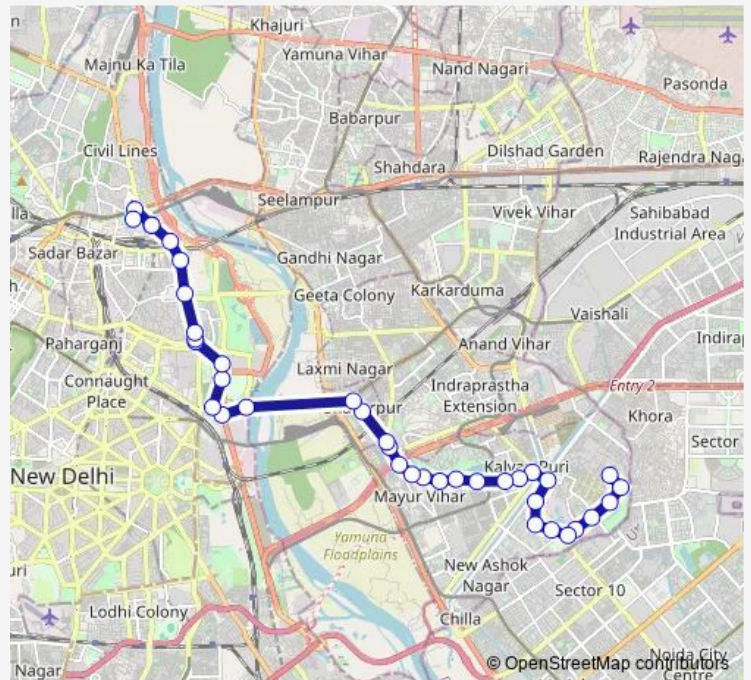 Khajuri
Yamuna Vihar
Majnu Ka Tila
Nand Nagari
Pasonda
Babarpur
Civil Lines
Dilshad Garden
Shahdara
Rajendra Nag
Seelampur
Vivek Vihar
Sahibabad
Industrial Area
Sadar Bazar
Gandhi Nagar
Geeta Colony
Karkarduma
Vaishali
Paharganj
Anand Vihar
Indira
Laxmi Nagar
Connaught
Place
Indraprastha
Extension
Entry 2
Khora
Sector
New Delhi
Mayur Vihar
Yamuna
Floodplains
New Ashok
Nagar
Sector 10
Lodhi Colony
Chilla
Nagar
Noida City
Centre
© OpenStreetMap contributors